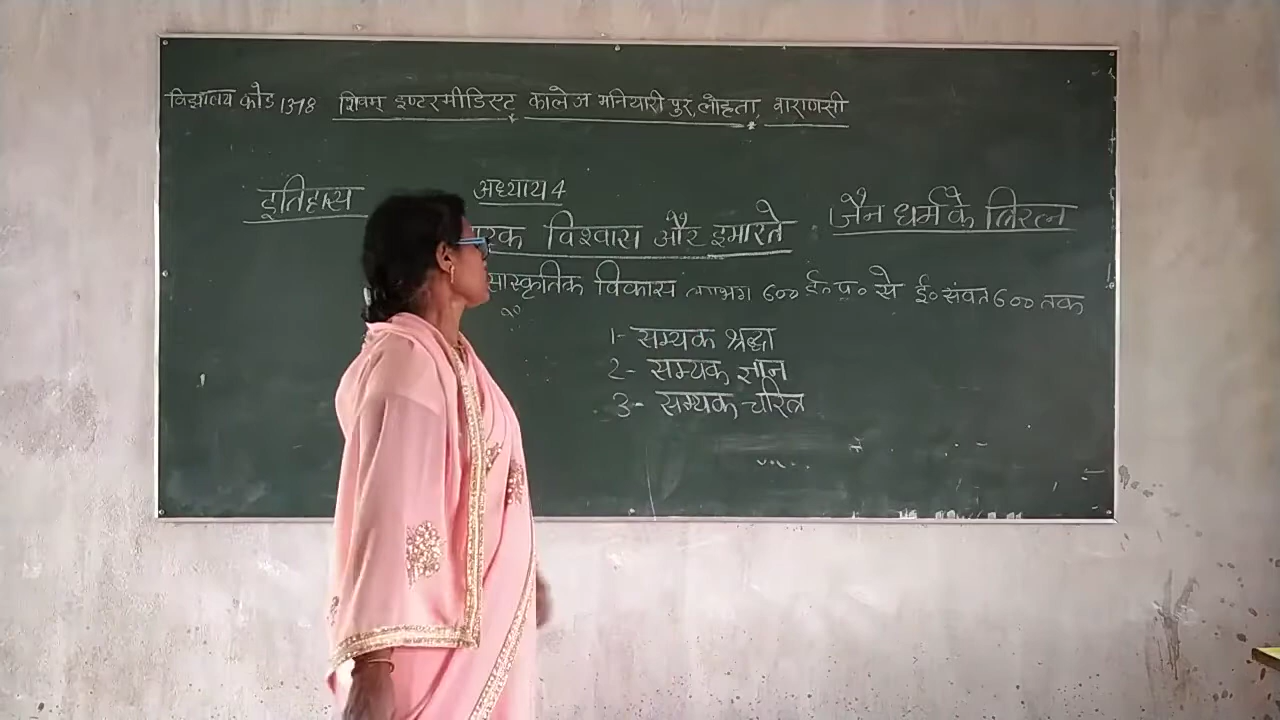 विद्यालय कोड 1378 शिवम् इण्टरमीडिएट कालेज मनियारीपुर, लोहता, वाराणसी
इतिहास
अध्याय 4
विश्वास और इमारते
जैन धर्म के त्रिरत्न
सांस्कृतिक विकास लगभग 600 ई० पू० से ई० संवत 600 तक
1- सम्यक श्रद्धा
2- सम्यक ज्ञान
3- सम्यक चरित्र